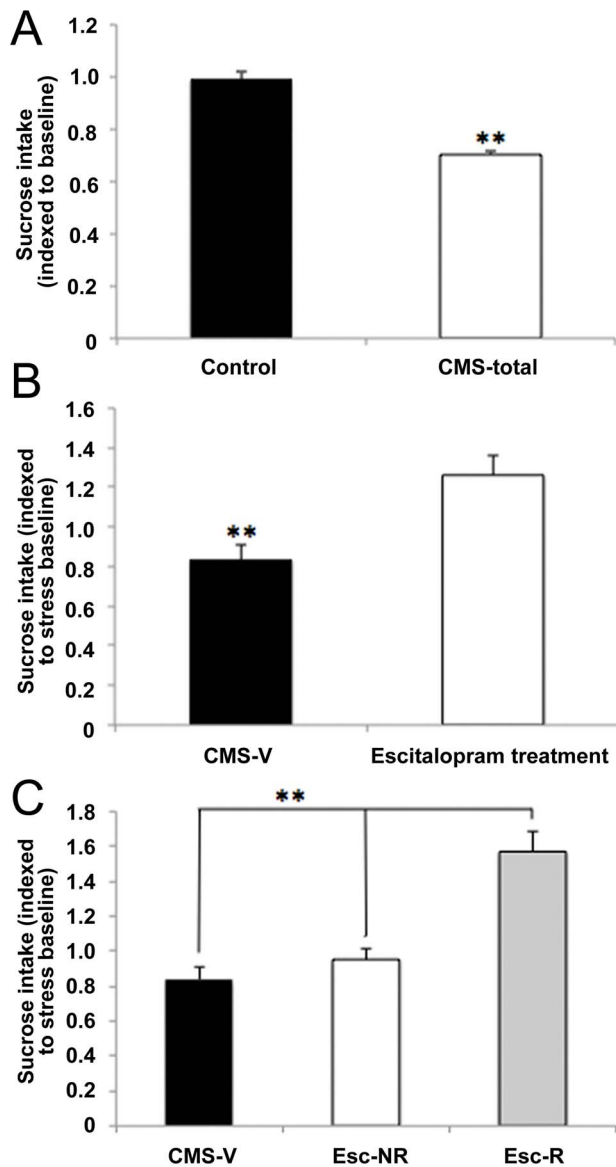 A
Sucrose intake
(indexed to baseline)
1.2
1.0
0.8
0.6
0.4
0.2
0
**
Control CMS-total
B
Sucrose intake (indexed
to stress baseline)
1.6
1.4
1.2
1.0
0.8
0.6
0.4
0.2
0
**
CMS-V Escitalopram treatment
C
Sucrose intake (indexed
to stress baseline)
1.8
1.6
1.4
1.2
1.0
0.8
0.6
0.4
0.2
0
**
CMS-V Esc-NR Esc-R